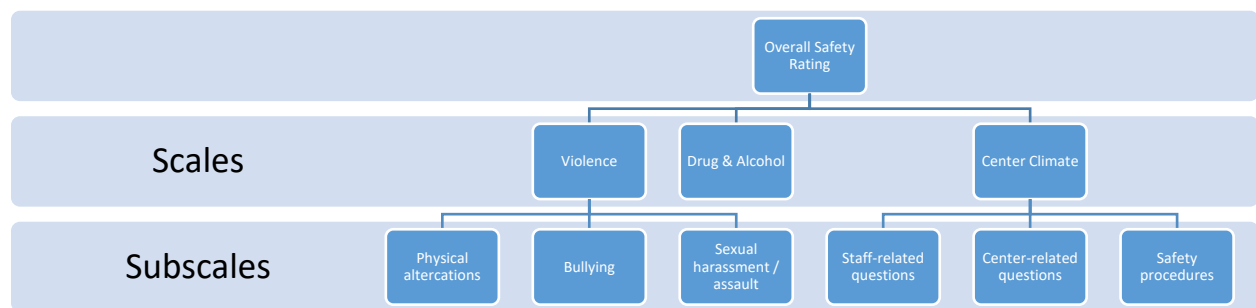 Overall Safety
Rating
Scales
Violence
Drug & Alcohol
Center Climate
Subscales
Physical
altercations
Bullying
Sexual
harassment /
assault
Staff-related
questions
Center-related
questions
Safety
procedures